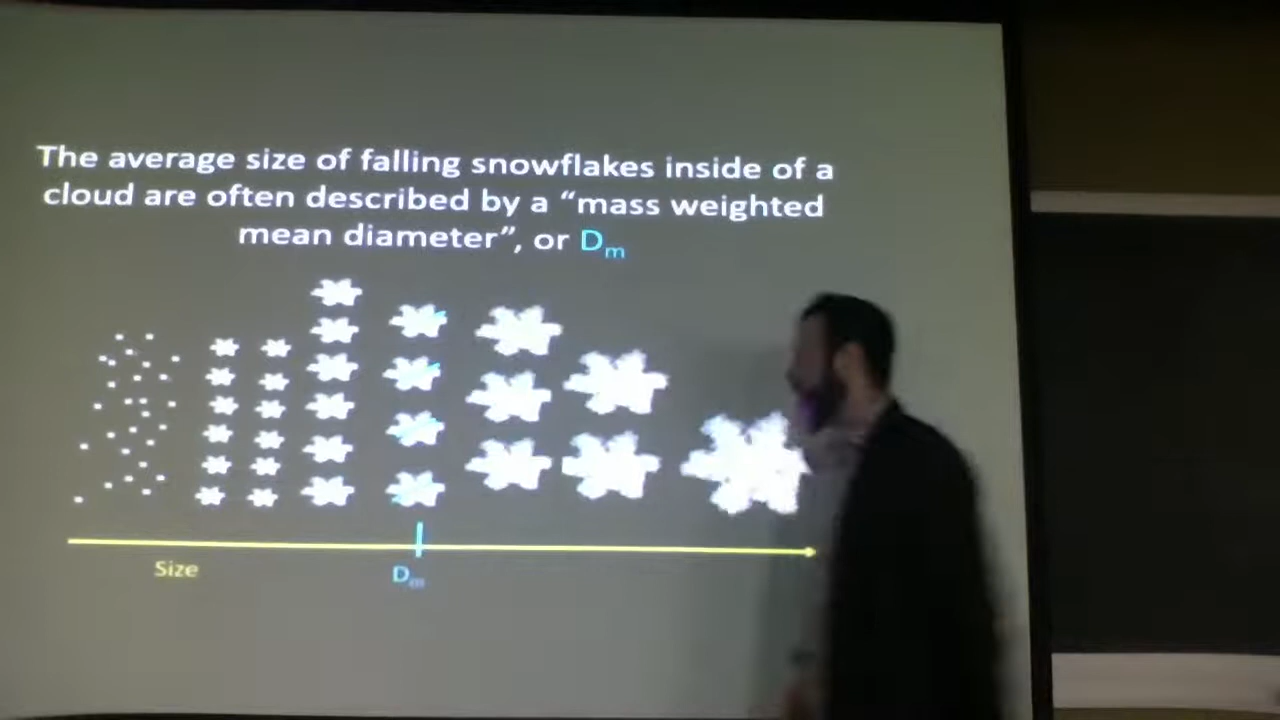 The average size of falling snowflakes inside of a
cloud are often described by a “mass weighted
mean diameter”, or Dm
Size
Dm